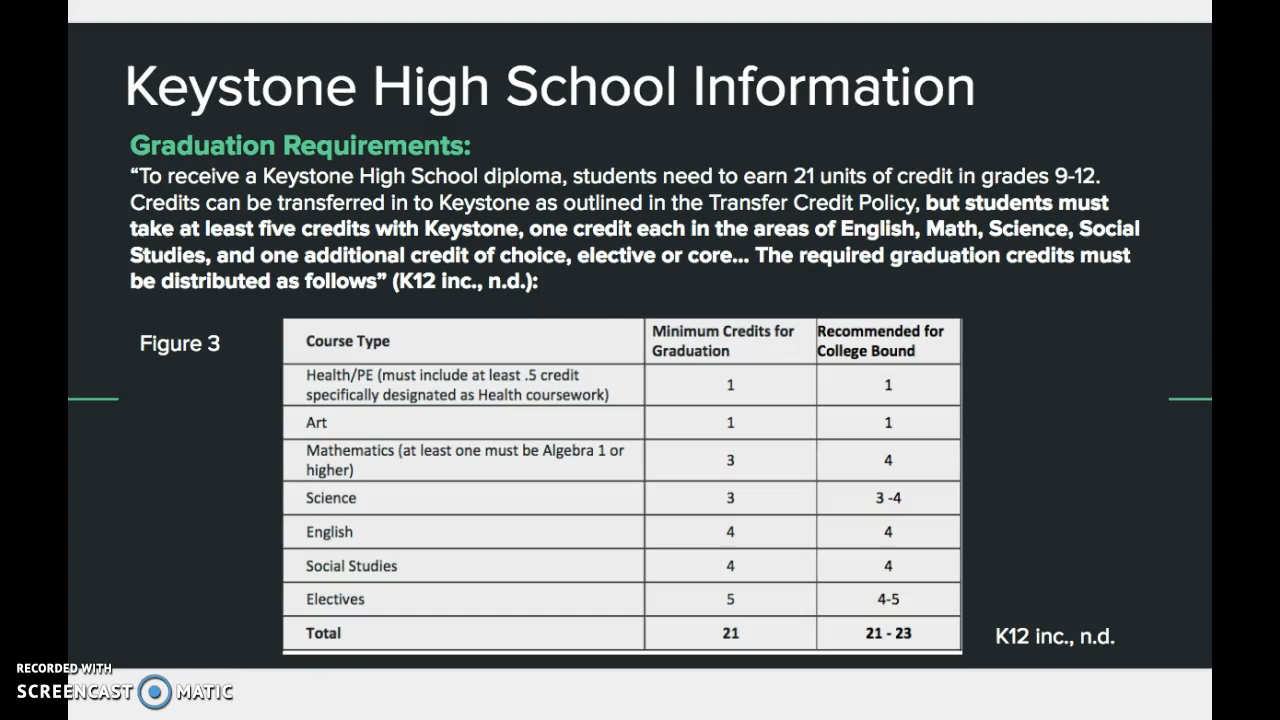 Keystone High School Information
Graduation Requirements:
“To receive a Keystone High School diploma, students need to earn 21 units of credit in grades 9-12.
Credits can be transferred in to Keystone as outlined in the Transfer Credit Policy, but students must
take at least five credits with Keystone, one credit each in the areas of English, Math, Science, Social
Studies, and one additional credit of choice, elective or core... The required graduation credits must
be distributed as follows” (K12 inc., n.d.):
Figure 3
Course Type Minimum Credits for Graduation Recommended for College Bound
Health/PE (must include at least .5 credit
specifically designated as Health coursework) 1 1
Art 1 1
Mathematics (at least one must be Algebra 1 or
higher) 3 4
Science 3 3 -4
English 4 4
Social Studies 4 4
Electives 5 4-5
Total 21 21 - 23
K12 inc., n.d.
RECORDED WITH
SCREENCAST MATIC